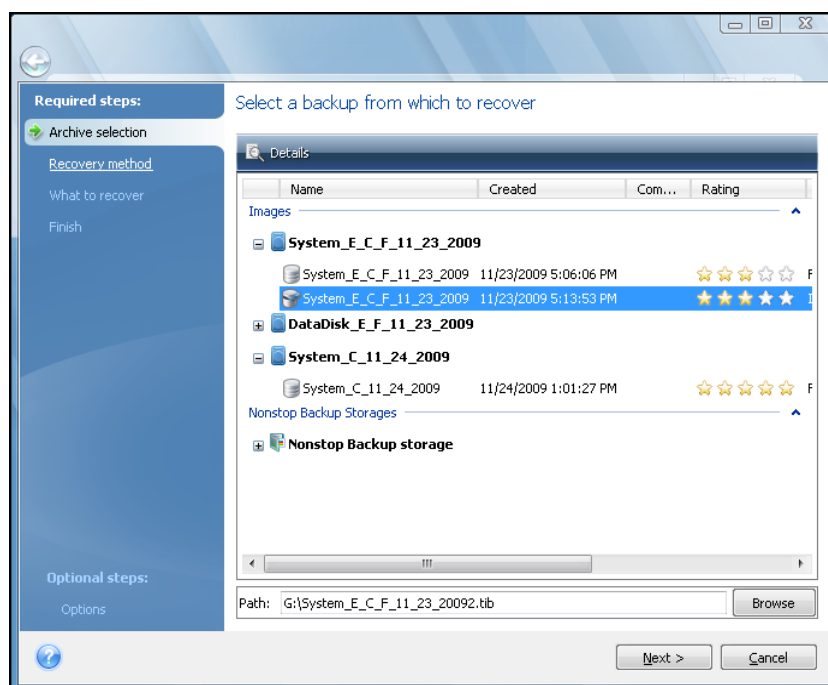 Required steps:
Archive selection
Recovery method
What to recover
Finish
Optional steps:
Options
Select a backup from which to recover
Details
Name Created Com... Rating
Images
System_E_C_F_11_23_2009
System_E_C_F_11_23_2009 11/23/2009 5:06:06 PM F
System_E_C_F_11_23_2009 11/23/2009 5:13:53 PM
DataDisk_E_F_11_23_2009
System_C_11_24_2009
System_C_11_24_2009 11/24/2009 1:01:27 PM F
Nonstop Backup Storages
Nonstop Backup storage
Path: G:\System_E_C_F_11_23_20092.tib Browse
Next > Cancel